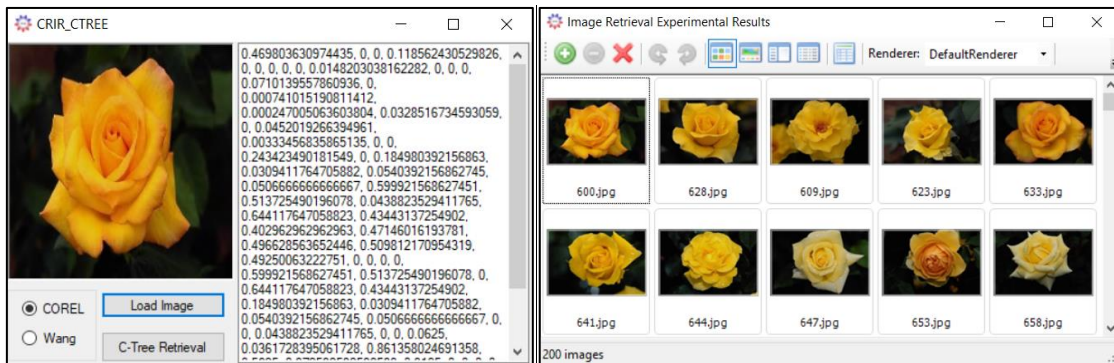 CRIR_CTREE
0.469803630974435, 0, 0, 0.118562430529826,
0, 0, 0, 0, 0, 0.0148203038162282, 0, 0, 0,
0.0710139557860936, 0,
0.000741015190811412,
0.000247005063603804, 0.0328516734593059,
0, 0.0452019266394961,
0.00333456835865135, 0, 0,
0.243423490181549, 0, 0.184980392156863,
0.0309411764705882, 0.0540392156862745,
0.0506666666666667, 0.599921568627451,
0.513725490196078, 0.0438823529411765,
0.644117647058823, 0.43443137254902,
0.402962962962963, 0.47146016193781,
0.496628563652446, 0.509812170954319,
0.49250063222751, 0, 0, 0, 0,
0.599921568627451, 0.513725490196078, 0,
0.644117647058823, 0.43443137254902,
0.184980392156863, 0.0309411764705882,
0.0540392156862745, 0.0506666666666667, 0,
0, 0.0438823529411765, 0, 0, 0.0625,
0.0361728395061728, 0.861358024691358,
COREL
Wang
Load Image
C-Tree Retrieval
Image Retrieval Experimental Results
Renderer: DefaultRenderer
600.jpg 628.jpg 609.jpg 623.jpg 633.jpg
641.jpg 644.jpg 647.jpg 653.jpg 658.jpg
200 images